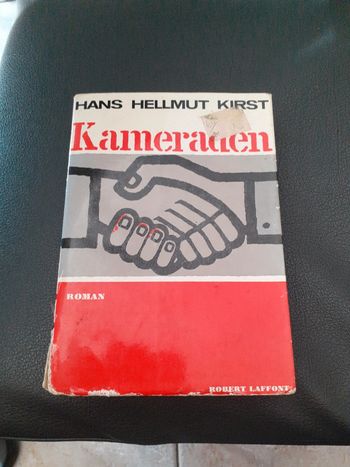 HANS HELLMUT KIRST
Kameraden
ROMAN
ROBERT LAFFONT